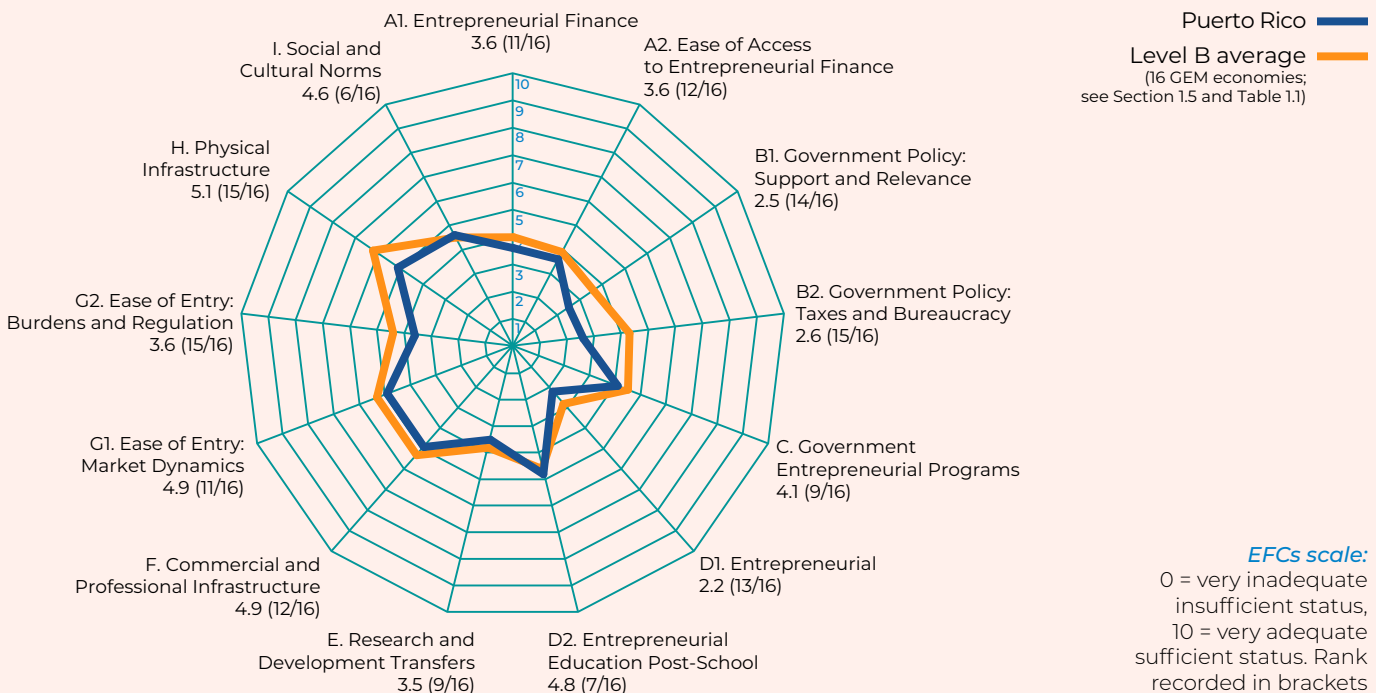 A1. Entrepreneurial Finance
3.6 (11/16)
A2. Ease of Access
to Entrepreneurial Finance
3.6 (12/16)
B1. Government Policy:
Support and Relevance
2.5 (14/16)
B2. Government Policy:
Taxes and Bureaucracy
2.6 (15/16)
C. Government
Entrepreneurial Programs
4.1 (9/16)
D1. Entrepreneurial
2.2 (13/16)
D2. Entrepreneurial
Education Post-School
4.8 (7/16)
E. Research and
Development Transfers
3.5 (9/16)
F. Commercial and
Professional Infrastructure
4.9 (12/16)
G1. Ease of Entry:
Market Dynamics
4.9 (11/16)
G2. Ease of Entry:
Burdens and Regulation
3.6 (15/16)
H. Physical
Infrastructure
5.1 (15/16)
I. Social and
Cultural Norms
4.6 (6/16)
10
9
8
7
6
5
3
2
1
Puerto Rico
Level B average
(16 GEM economies;
see Section 1.5 and Table 1.1)
EFCs scale:
0 = very inadequate
insufficient status,
10 = very adequate
sufficient status. Rank
recorded in brackets